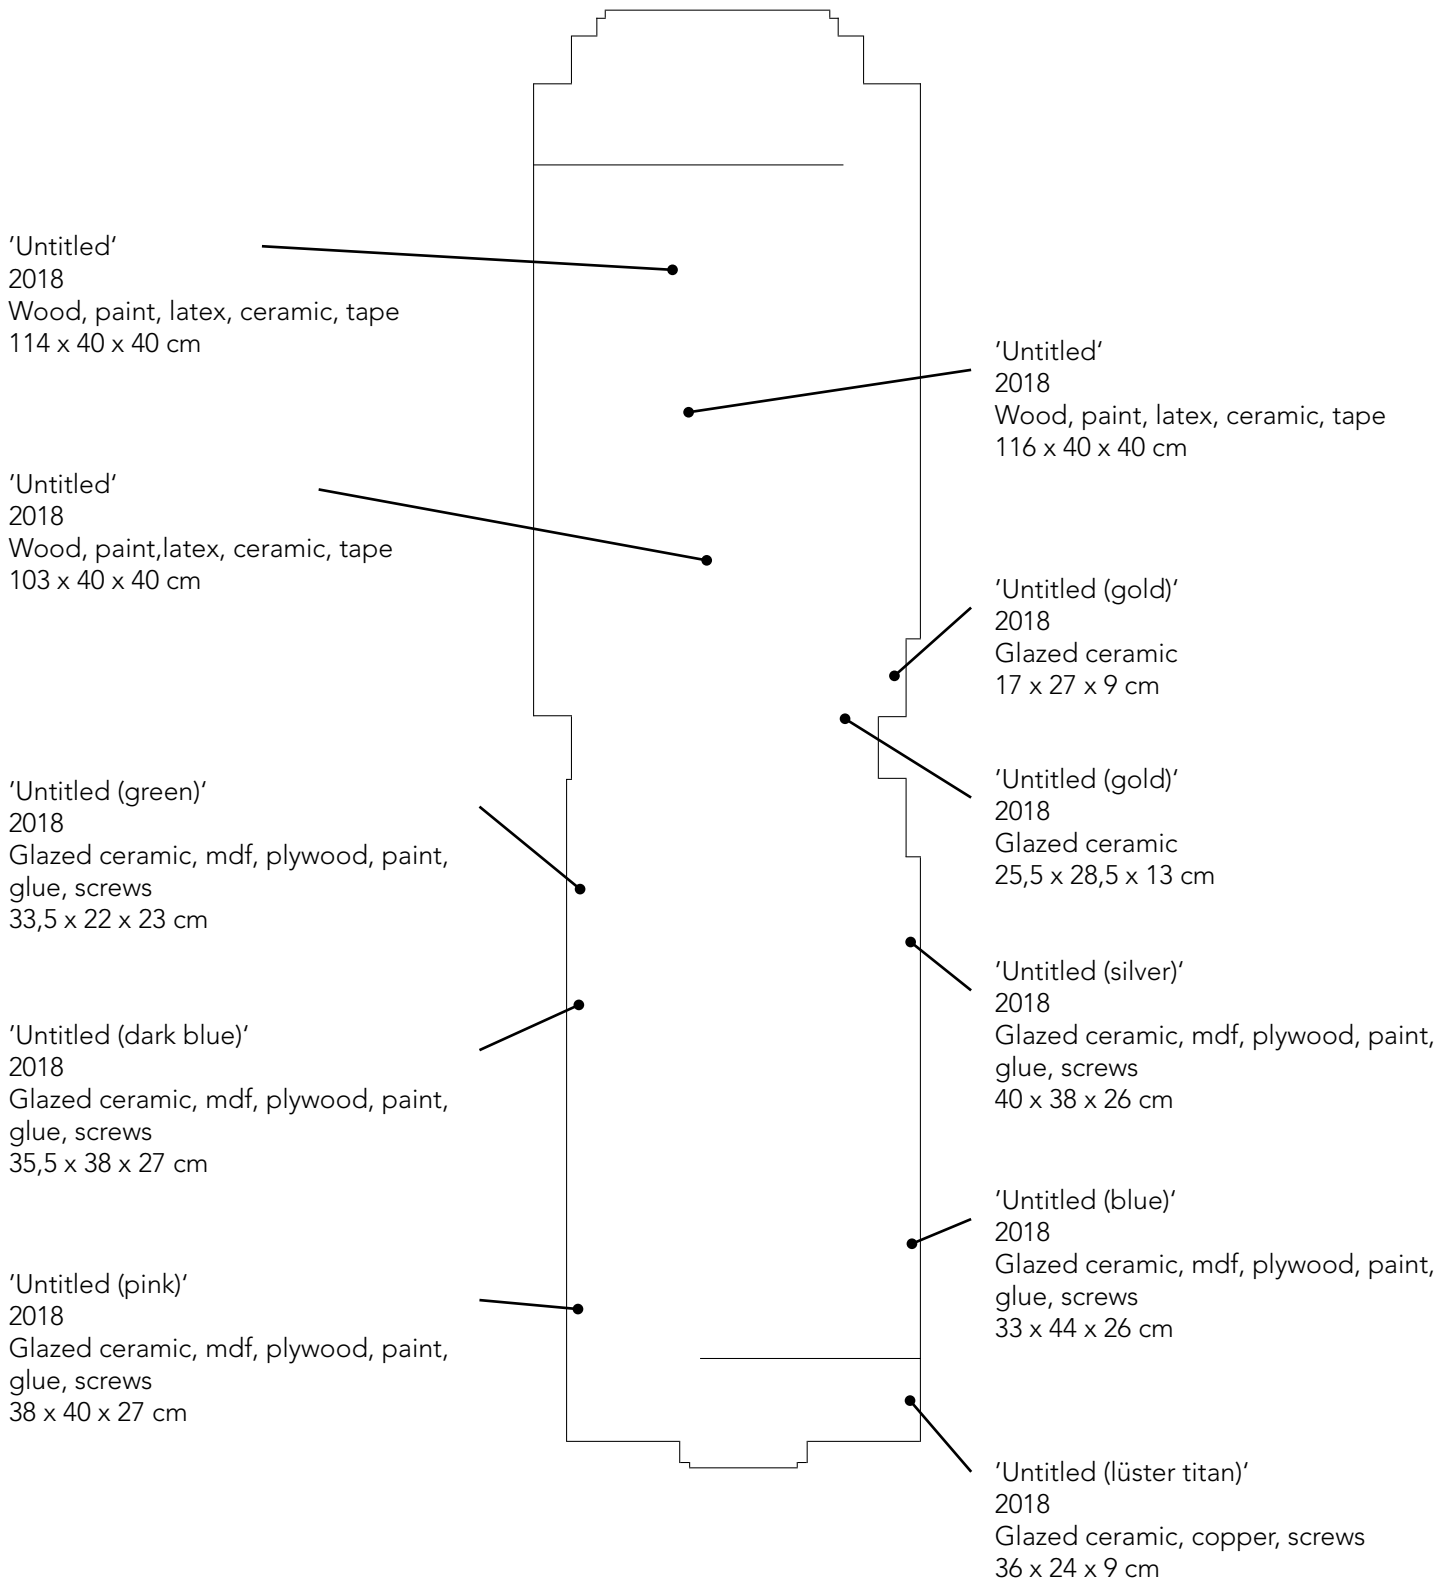 ’Untitled‘
2018
Wood, paint, latex, ceramic, tape
114 x 40 x 40 cm
’Untitled‘
2018
Wood, paint,latex, ceramic, tape
103 x 40 x 40 cm
’Untitled (green)‘
2018
Glazed ceramic, mdf, plywood, paint,
glue, screws
33,5 x 22 x 23 cm
’Untitled (dark blue)‘
2018
Glazed ceramic, mdf, plywood, paint,
glue, screws
35,5 x 38 x 27 cm
’Untitled (pink)‘
2018
Glazed ceramic, mdf, plywood, paint,
glue, screws
38 x 40 x 27 cm
’Untitled‘
2018
Wood, paint, latex, ceramic, tape
116 x 40 x 40 cm
’Untitled (gold)‘
2018
Glazed ceramic
17 x 27 x 9 cm
’Untitled (gold)‘
2018
Glazed ceramic
25,5 x 28,5 x 13 cm
’Untitled (silver)‘
2018
Glazed ceramic, mdf, plywood, paint,
glue, screws
40 x 38 x 26 cm
’Untitled (blue)‘
2018
Glazed ceramic, mdf, plywood, paint,
glue, screws
33 x 44 x 26 cm
’Untitled (lüster titan)‘
2018
Glazed ceramic, copper, screws
36 x 24 x 9 cm